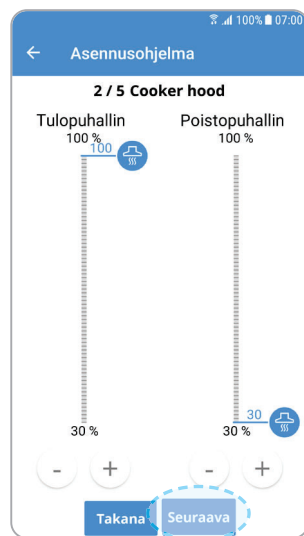 100% 07:00
← Asennusohjelma
2 / 5 Cooker hood
Tulopuhallin Poistopuhallin
100 % 100 %
100
30
30 % 30 %
- + - +
Takana Seuraava